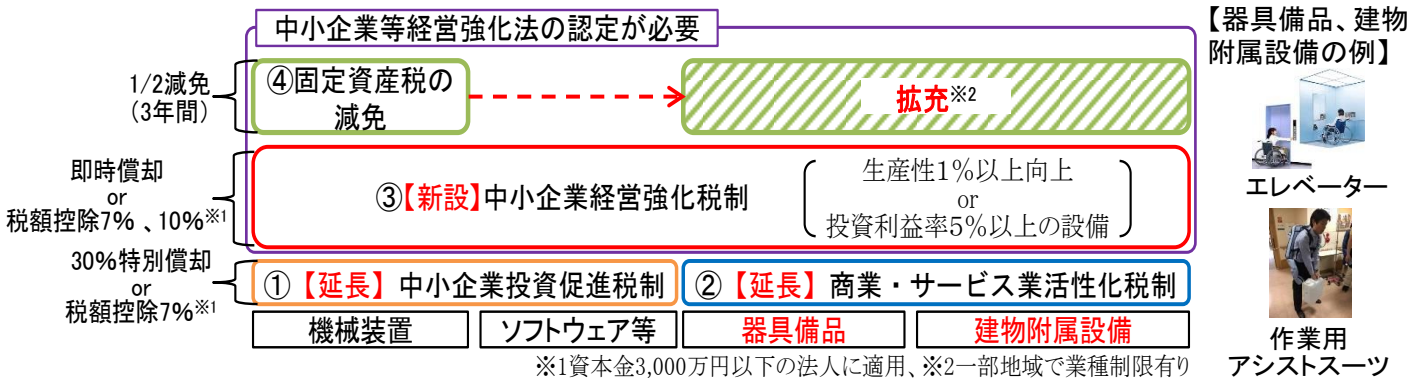 中小企業等経営強化法の認定が必要
【器具備品、建物
附属設備の例】
1/2減免
(3年間)
④固定資産税の
減免
拡充※2
即時償却
or
税額控除7% 、10%※1
③【新設】中小企業経営強化税制
生産性1%以上向上
or
投資利益率5%以上の設備
エレベーター
30%特別償却
or
税額控除7%※1
①【延長】中小企業投資促進税制
②【延長】商業・サービス業活性化税制
機械装置
ソフトウェア等
器具備品
建物附属設備
作業用
アシストスーツ
※1資本金3,000万円以下の法人に適用、※2一部地域で業種制限有り